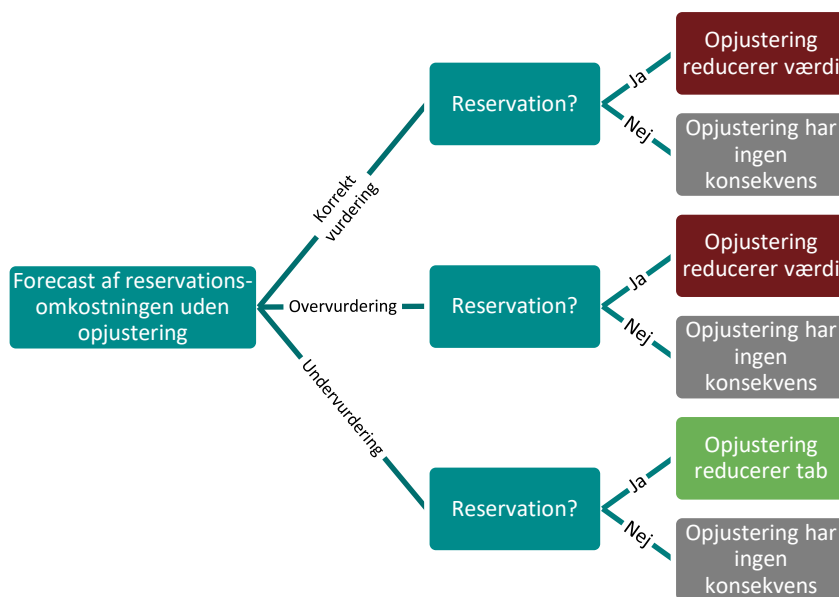 Forecast af reservations-
omkostningen uden
opjustering
Korrekt
vurdering
Reservation?
Ja
Opjustering
reducerer værdi
Nej
Opjustering har
ingen
konsekvens
Overvurdering
Reservation?
Ja
Opjustering
reducerer værdi
Nej
Opjustering har
ingen
konsekvens
Undervurdering
Reservation?
Ja
Opjustering
reducerer tab
Nej
Opjustering har
ingen
konsekvens